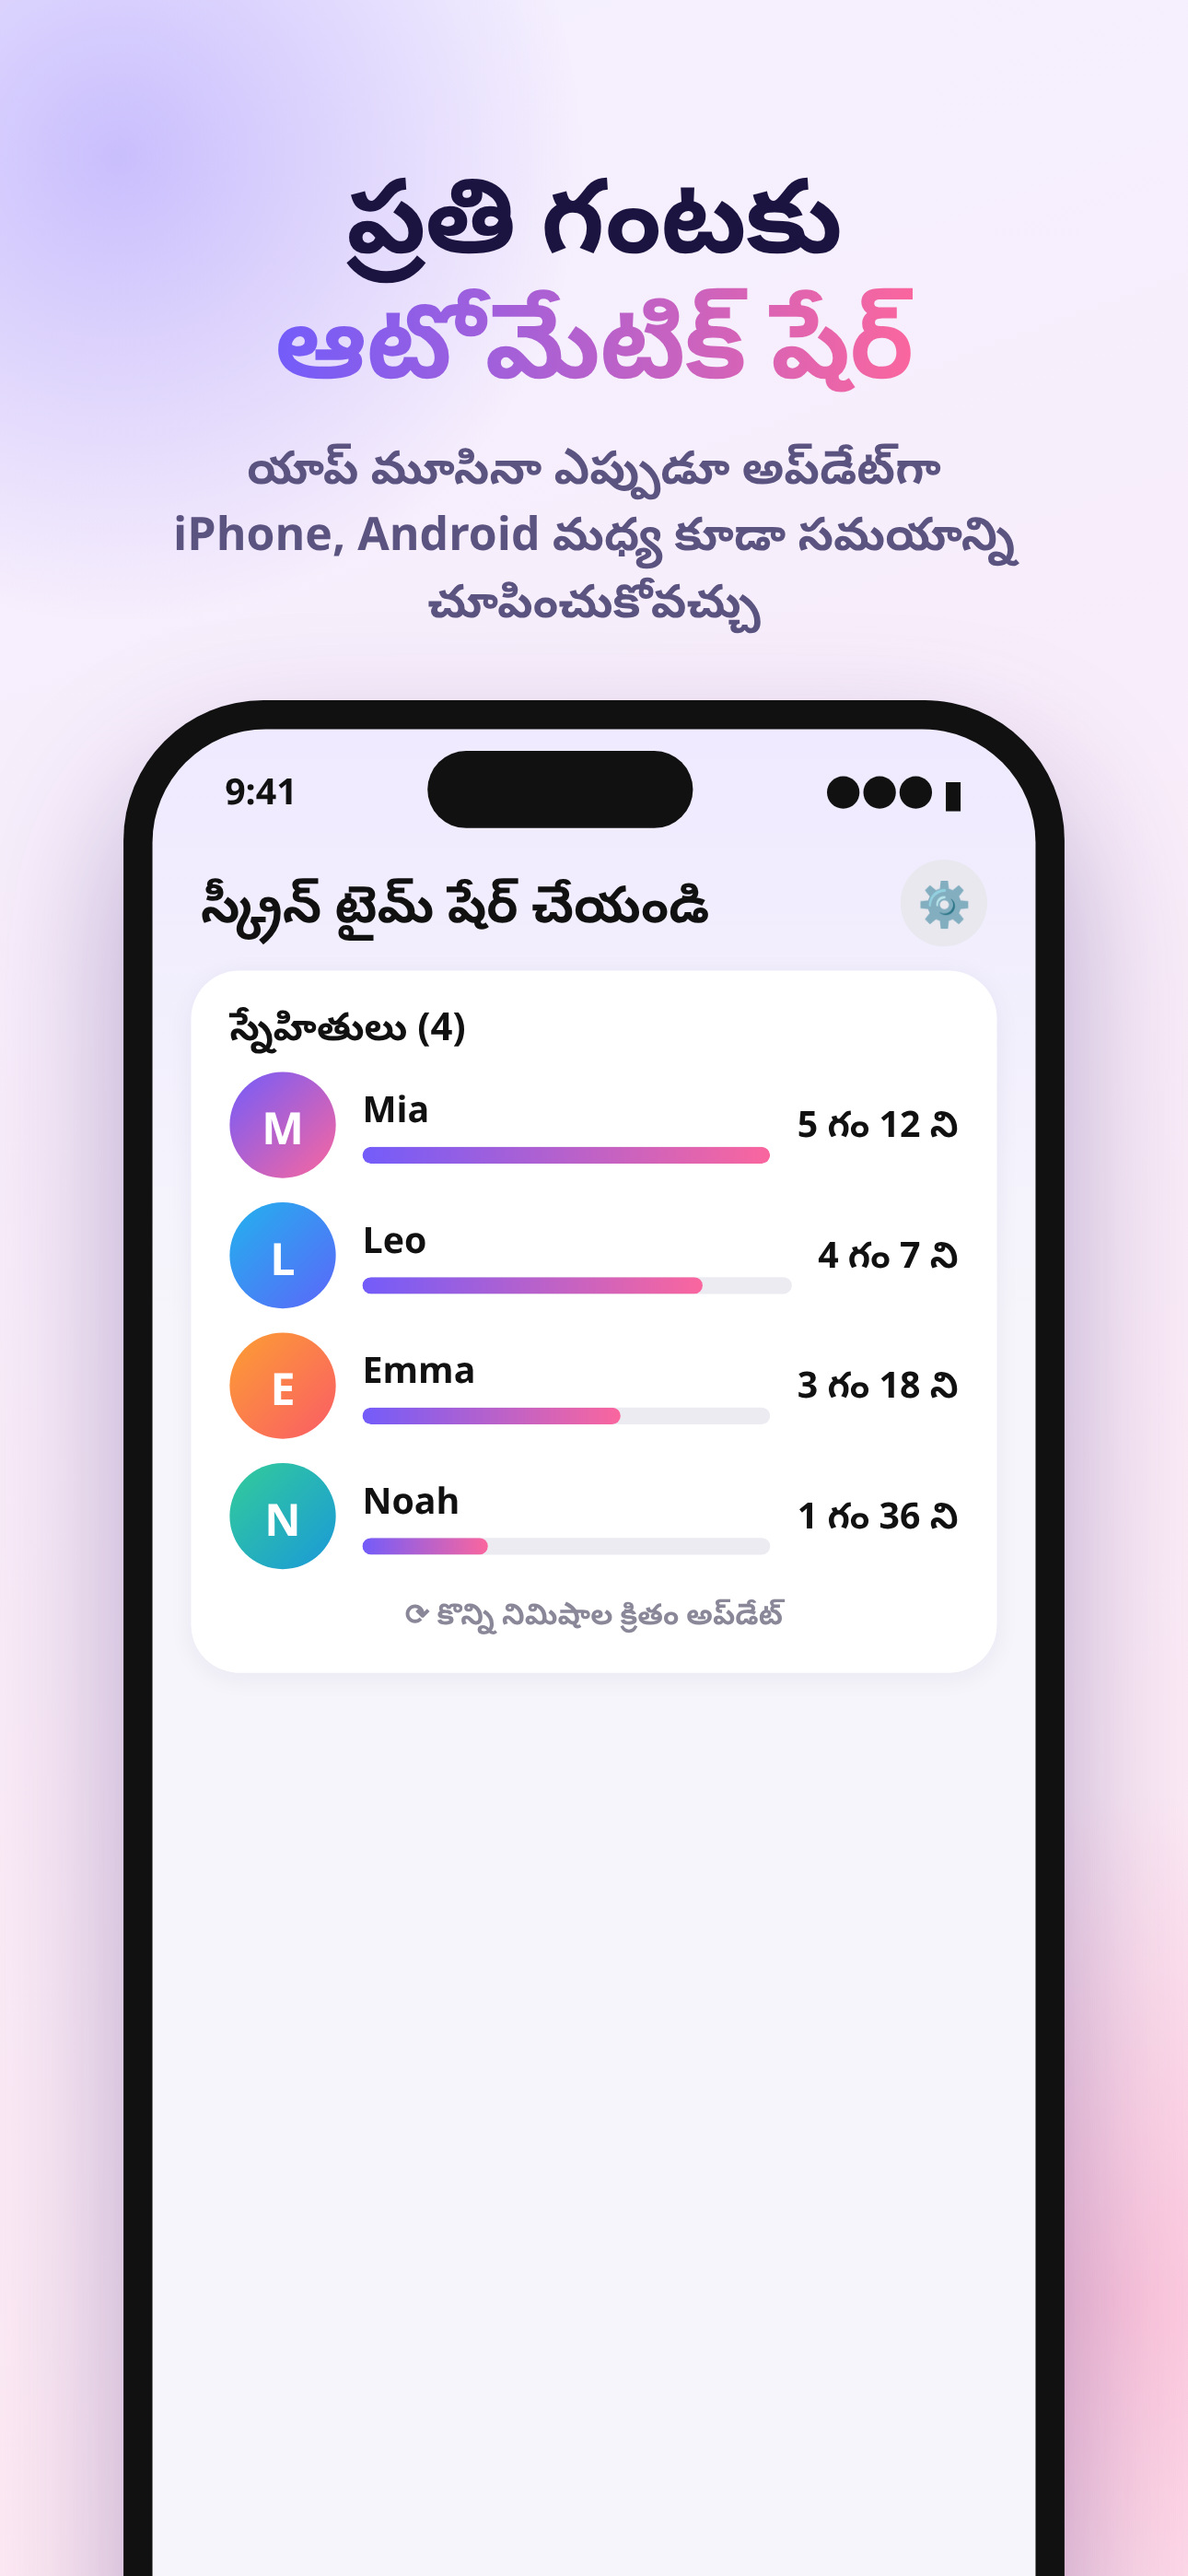 ప్రతి గంటకు
ఆటోమేటిక్ షేర్
యాప్ మూసినా ఎప్పుడూ అప్‌డేట్‌గా
iPhone, Android మధ్య కూడా సమయాన్ని
చూపించుకోవచ్చు
9:41
స్క్రీన్ టైమ్ షేర్ చేయండి
స్నేహితులు (4)
M
Mia
5 గం 12 ని
L
Leo
4 గం 7 ని
E
Emma
3 గం 18 ని
N
Noah
1 గం 36 ని
⟳ కొన్ని నిమిషాల క్రితం అప్‌డేట్